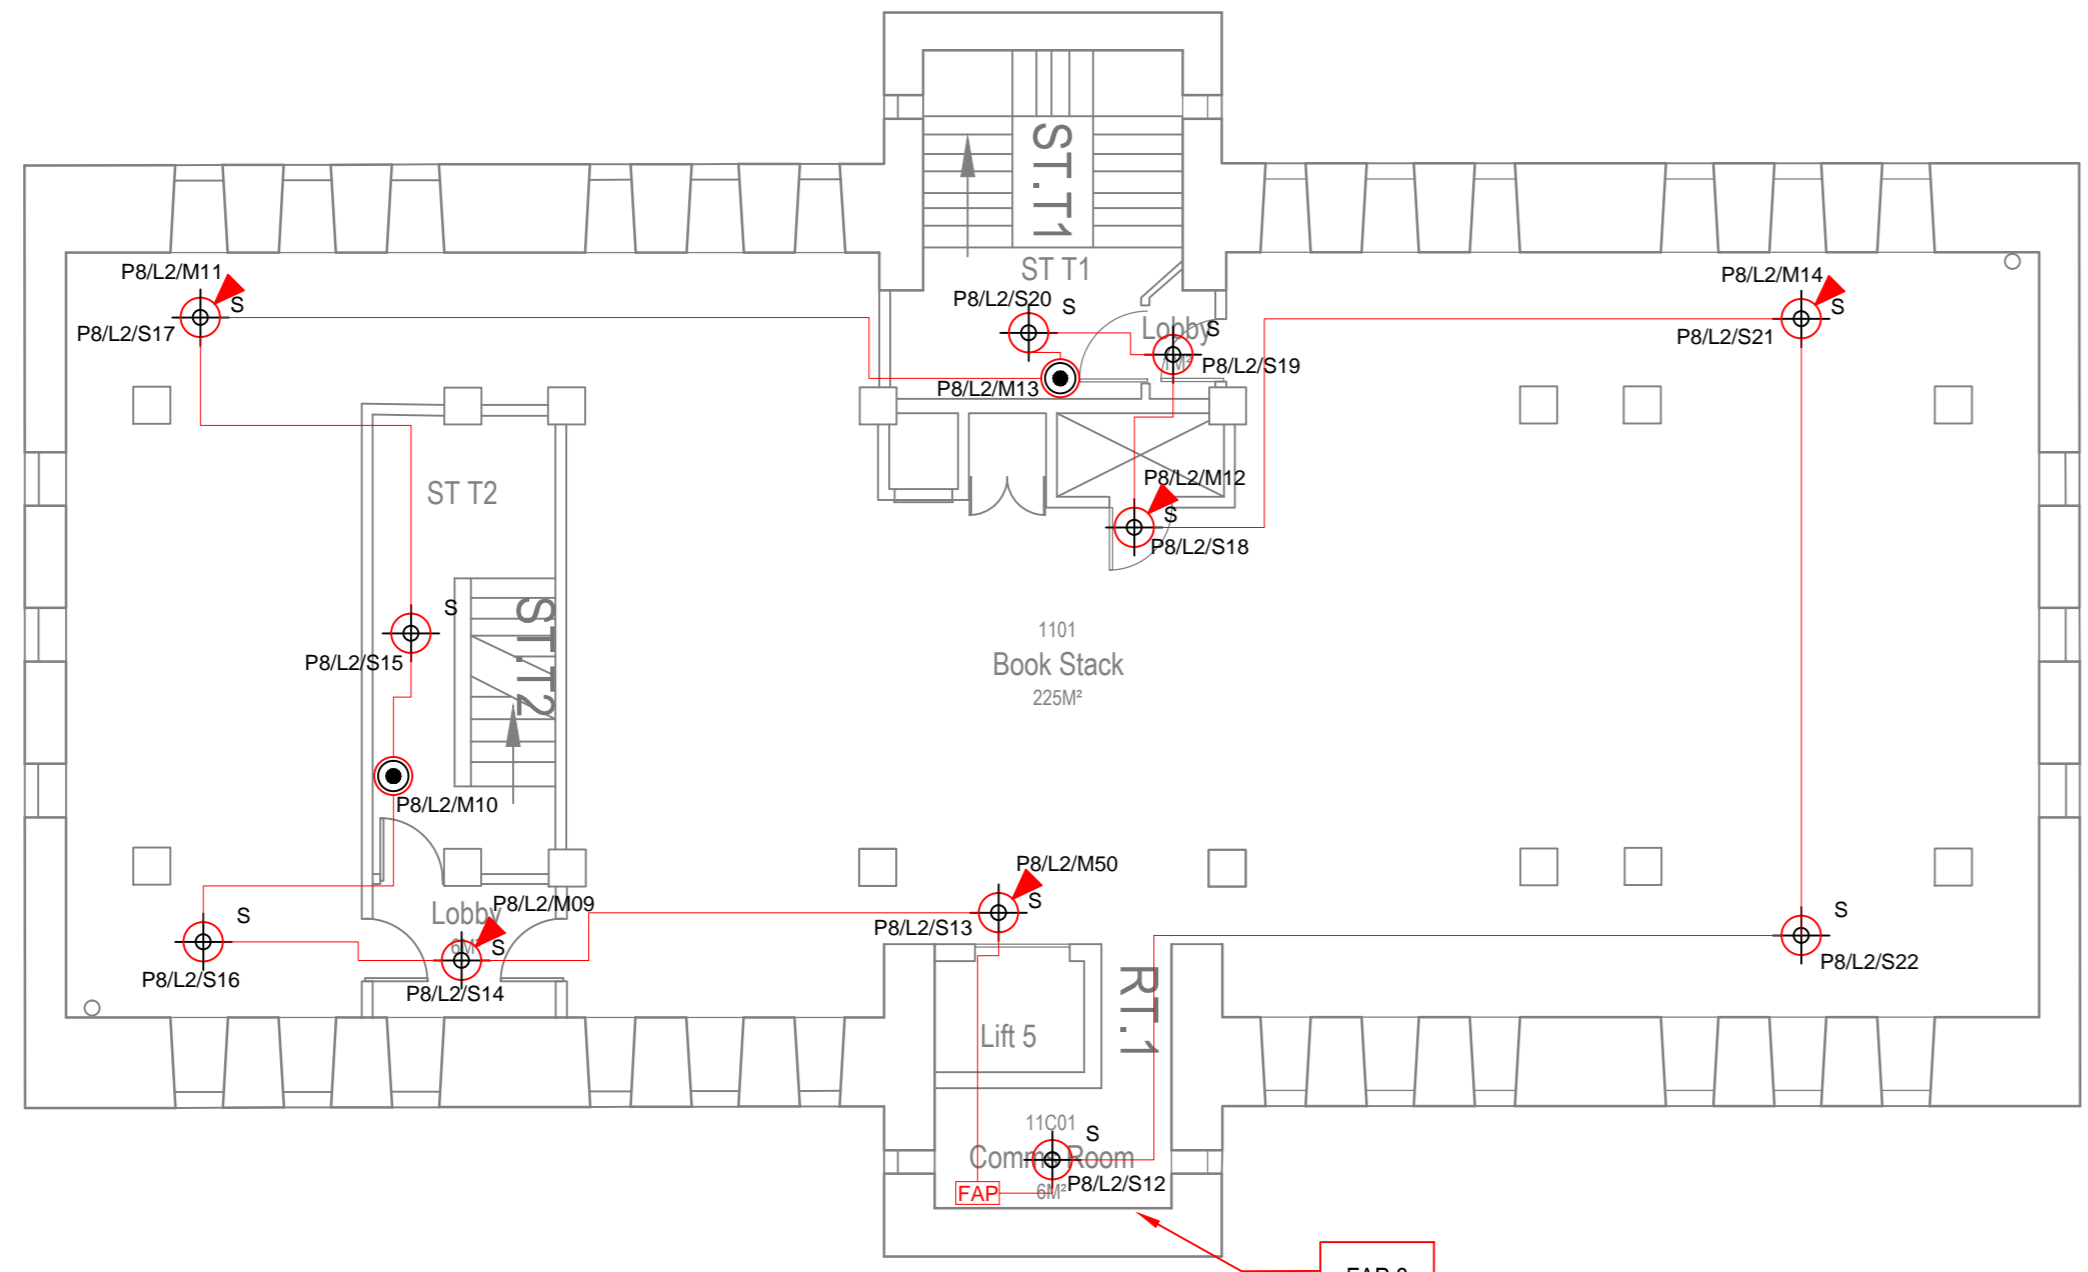 ST.T1
ST T1
P8/L2/M11
S
P8/L2/S17
P8/L2/S20
S
Lobby
S
P8/L2/S19
P8/L2/M13
P8/L2/M14
S
P8/L2/S21
ST T2
P8/L2/M12
S
P8/L2/S18
S
P8/L2/S15
ST.T2
1101
Book Stack
225M²
P8/L2/M10
P8/L2/M50
S
P8/L2/S13
Lobby
P8/L2/M09
S
P8/L2/S14
S
P8/L2/S16
S
P8/L2/S22
RT.1
Lift 5
11C01
S
Comms Room
6M²
P8/L2/S12
FAP